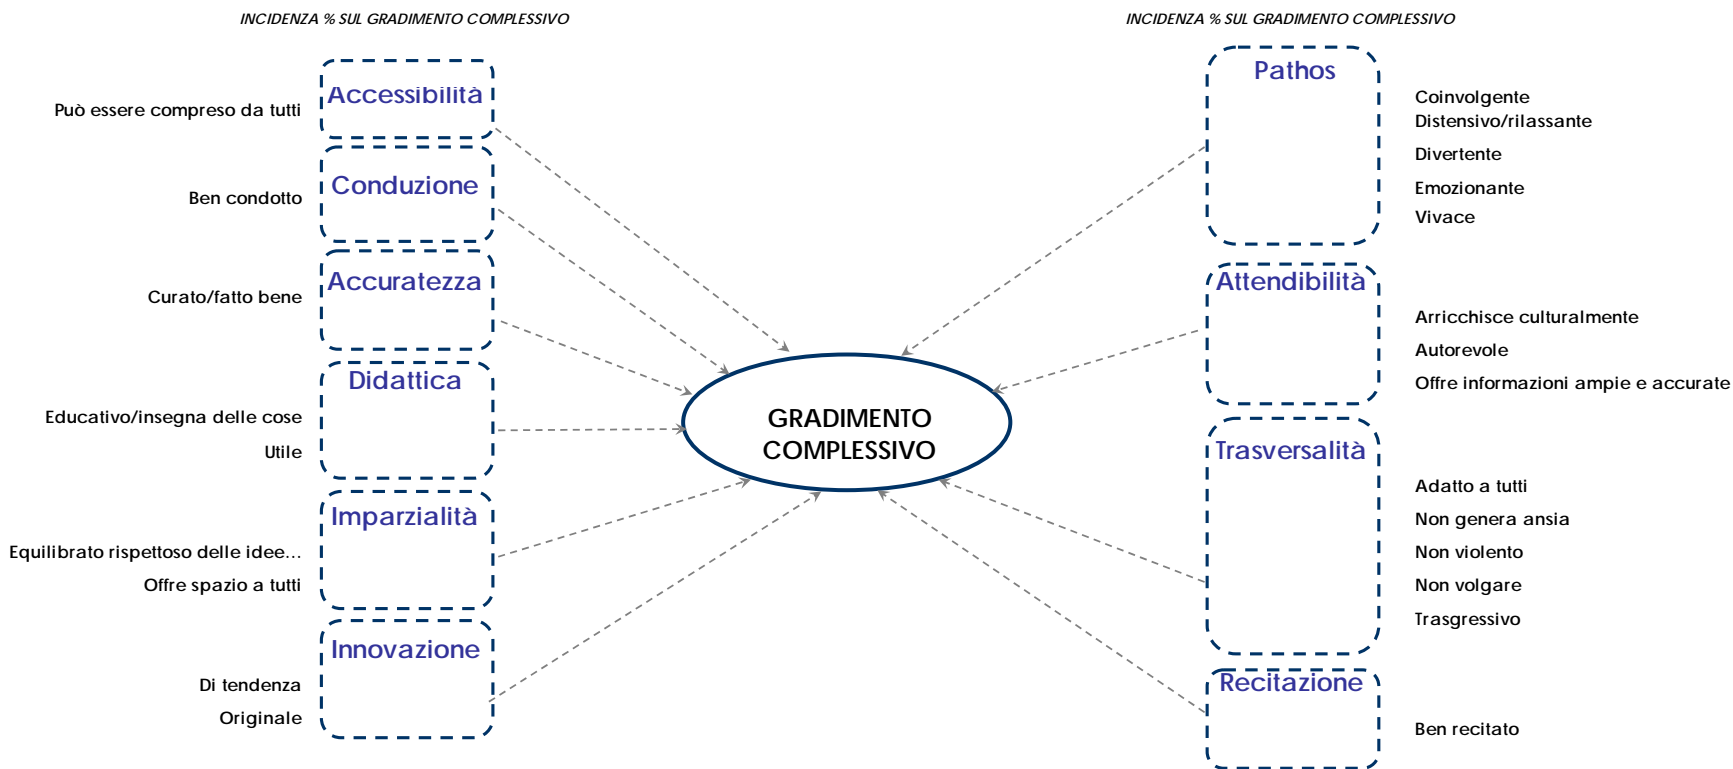 INCIDENZA % SUL GRADIMENTO COMPLESSIVO
Accessibilità
Può essere compreso da tutti
Conduzione
Ben condotto
Accuratezza
Curato/fatto bene
Didattica
Educativo/insegna delle cose
Utile
Imparzialità
Equilibrato rispettoso delle idee...
Offre spazio a tutti
Innovazione
Di tendenza
Originale
GRADIMENTO
COMPLESSIVO
INCIDENZA % SUL GRADIMENTO COMPLESSIVO
Pathos
Coinvolgente
Distensivo/rilassante
Divertente
Emozionante
Vivace
Attendibilità
Arricchisce culturalmente
Autorevole
Offre informazioni ampie e accurate
Trasversalità
Adatto a tutti
Non genera ansia
Non violento
Non volgare
Trasgressivo
Recitazione
Ben recitato